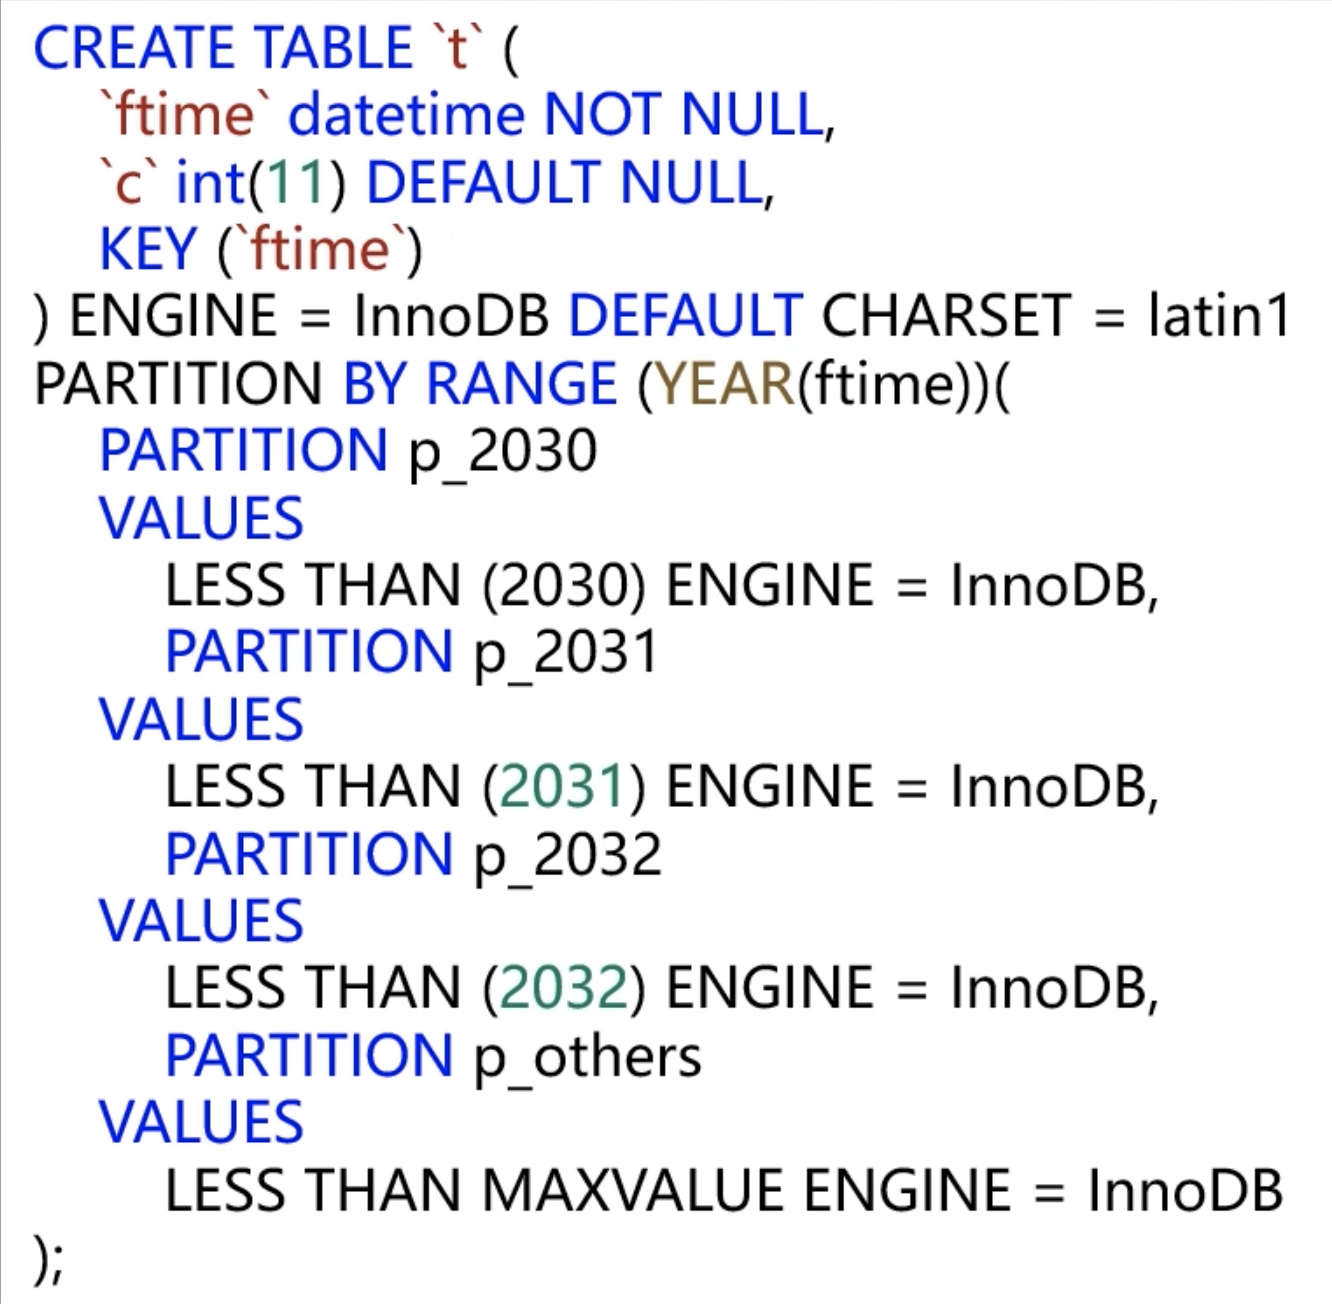 CREATE TABLE `t` (
`ftime` datetime NOT NULL,
`c` int(11) DEFAULT NULL,
KEY (`ftime`)
) ENGINE = InnoDB DEFAULT CHARSET = latin1
PARTITION BY RANGE (YEAR(ftime))(
PARTITION p_2030
VALUES
LESS THAN (2030) ENGINE = InnoDB,
PARTITION p_2031
VALUES
LESS THAN (2031) ENGINE = InnoDB,
PARTITION p_2032
VALUES
LESS THAN (2032) ENGINE = InnoDB,
PARTITION p_others
VALUES
LESS THAN MAXVALUE ENGINE = InnoDB
);